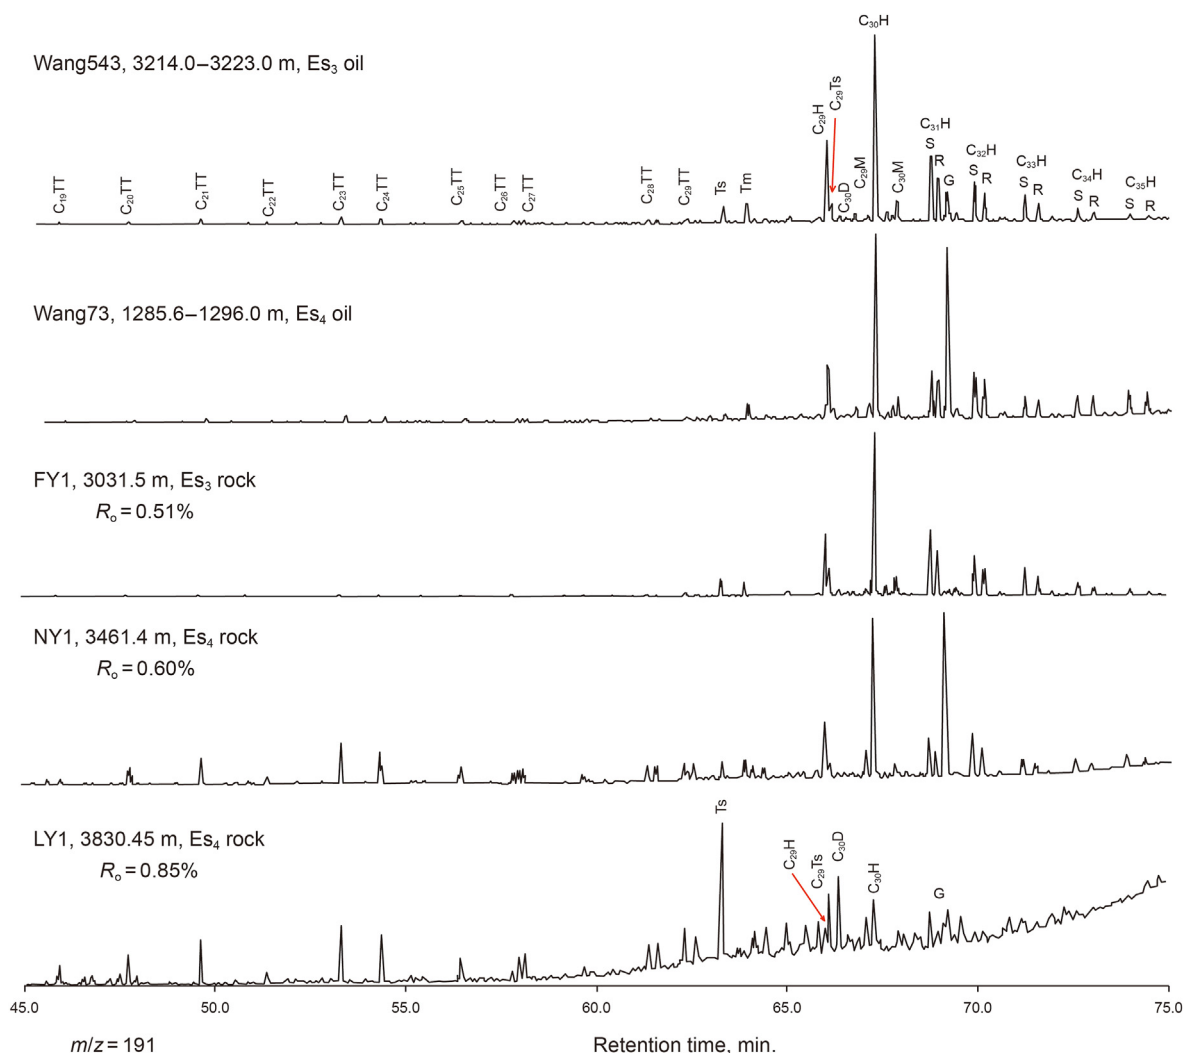 C₃₀H
Wang543, 3214.0–3223.0 m, Es₃ oil
C₁₉TT
C₂₀TT
C₂₁TT
C₂₂TT
C₂₃TT
C₂₄TT
C₂₅TT
C₂₆TT
C₂₇TT
C₂₈TT
C₂₉TT
Ts
Tm
C₂₉H
C₂₉Ts
C₃₀D
C₂₉M
C₃₀M
C₃₁H
S
R
G
C₃₂H
S
R
C₃₃H
S
R
C₃₄H
S
R
C₃₅H
S
R
Wang73, 1285.6–1296.0 m, Es₄ oil
FY1, 3031.5 m, Es₃ rock
Rₒ = 0.51%
NY1, 3461.4 m, Es₄ rock
Rₒ = 0.60%
LY1, 3830.45 m, Es₄ rock
Rₒ = 0.85%
Ts
C₂₉H
C₂₉Ts
C₃₀D
C₃₀H
G
45.0 50.0 55.0 60.0 65.0 70.0 75.0
m/z = 191
Retention time, min.